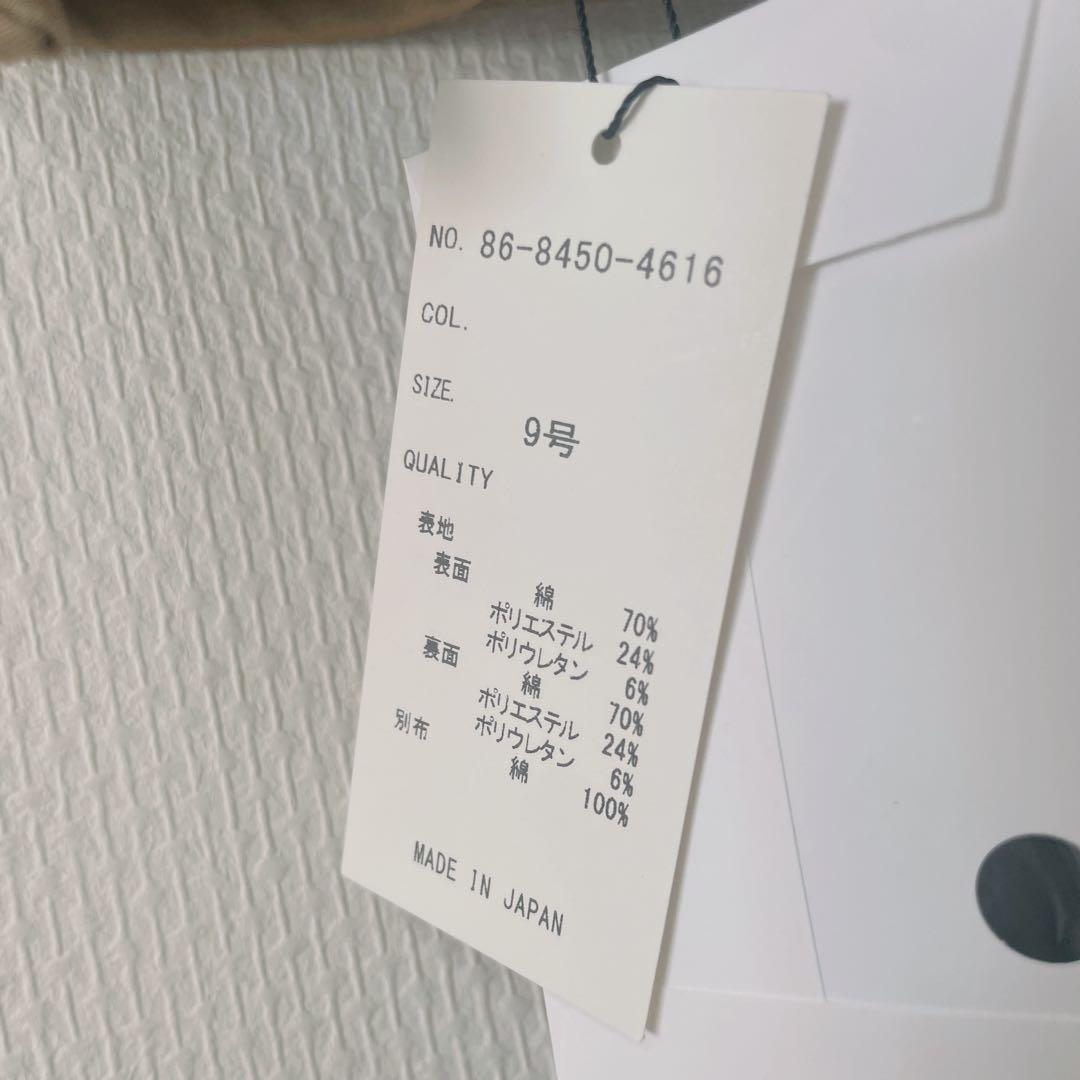 NO. 86-8450-4616
COL.
SIZE.
9号
QUALITY
表地
表面
綿 70%
ポリエステル 24%
ポリウレタン 6%
裏面
綿 70%
ポリエステル 24%
ポリウレタン 6%
別布
綿 100%
MADE IN JAPAN